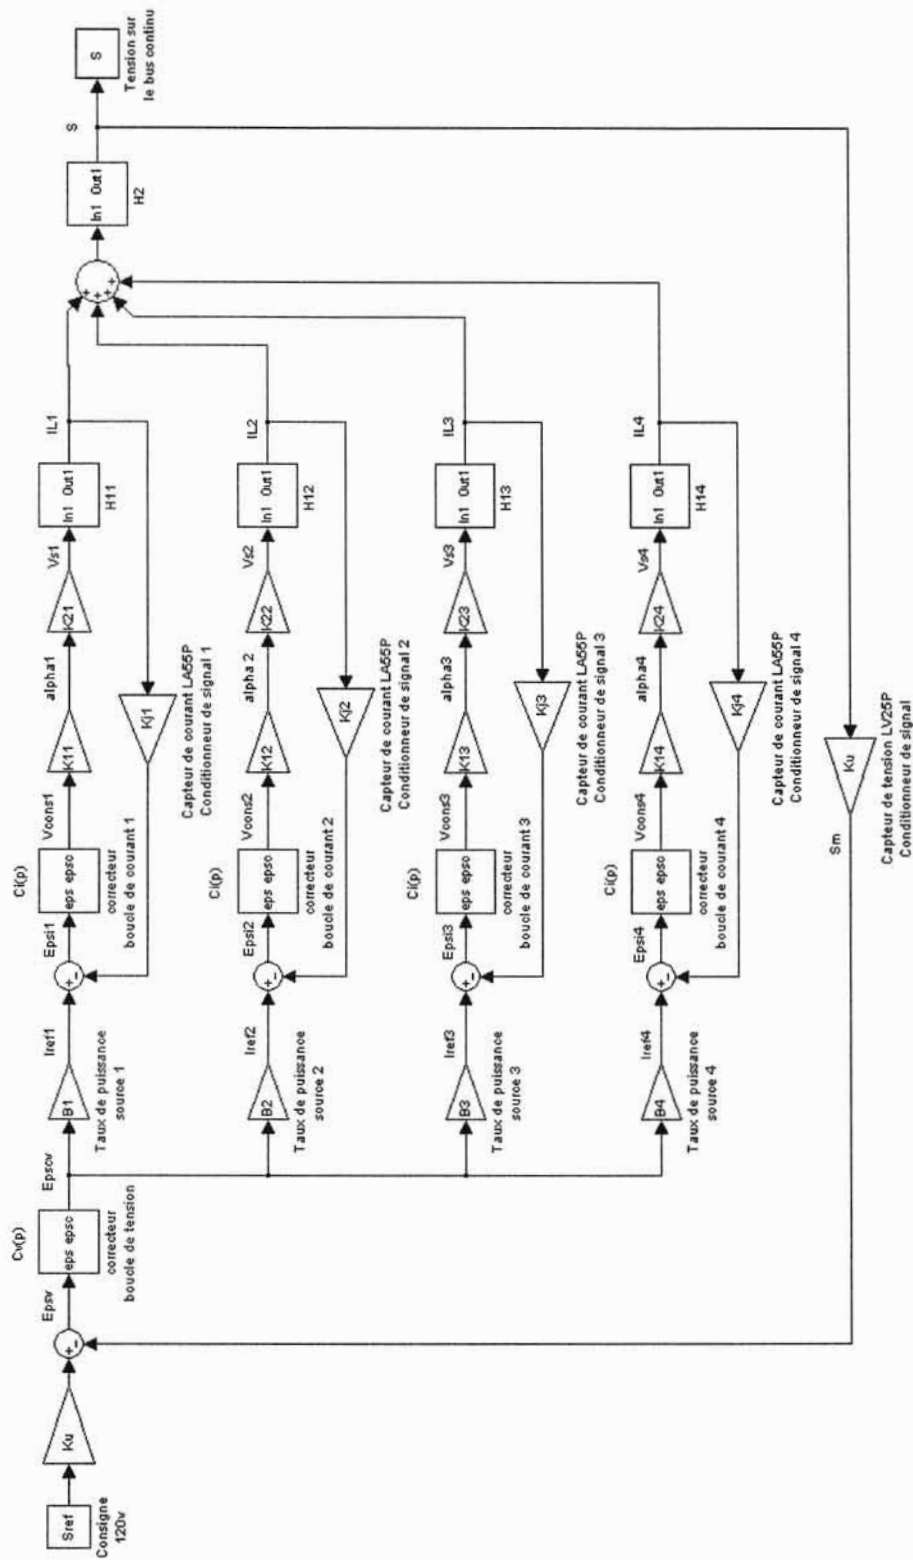 Sref
Consigne
120v
Ku
+
-
Epsv
Cv(p)
eps epsc
correcteur
boucle de tension
Epscv
B1
Taux de puissance
source 1
Iref1
+
-
Epsi1
Ci(p)
eps epsc
correcteur
boucle de courant 1
Vcons1
K11
alpha1
K21
Vs1
In1 Out1
H11
IL1
Kj1
Capteur de courant LA55P
Conditionneur de signal 1
B2
Taux de puissance
source 2
Iref2
+
-
Epsi2
Ci(p)
eps epsc
correcteur
boucle de courant 2
Vcons2
K12
alpha 2
K22
Vs2
In1 Out1
H12
IL2
Kj2
Capteur de courant LA55P
Conditionneur de signal 2
B3
Taux de puissance
source 3
Iref3
+
-
Epsi3
Ci(p)
eps epsc
correcteur
boucle de courant 3
Vcons3
K13
alpha3
K23
Vs3
In1 Out1
H13
IL3
Kj3
Capteur de courant LA55P
Conditionneur de signal 3
B4
Taux de puissance
source 4
Iref4
+
-
Epsi4
Ci(p)
eps epsc
correcteur
boucle de courant 4
Vcons4
K14
alpha4
K24
Vs4
In1 Out1
H14
IL4
Kj4
Capteur de courant LA55P
Conditionneur de signal 4
+
+
+
+
In1 Out1
H2
S
S
Tension sur
le bus continu
Sm
Ku
Capteur de tension LV25P
Conditionneur de signal